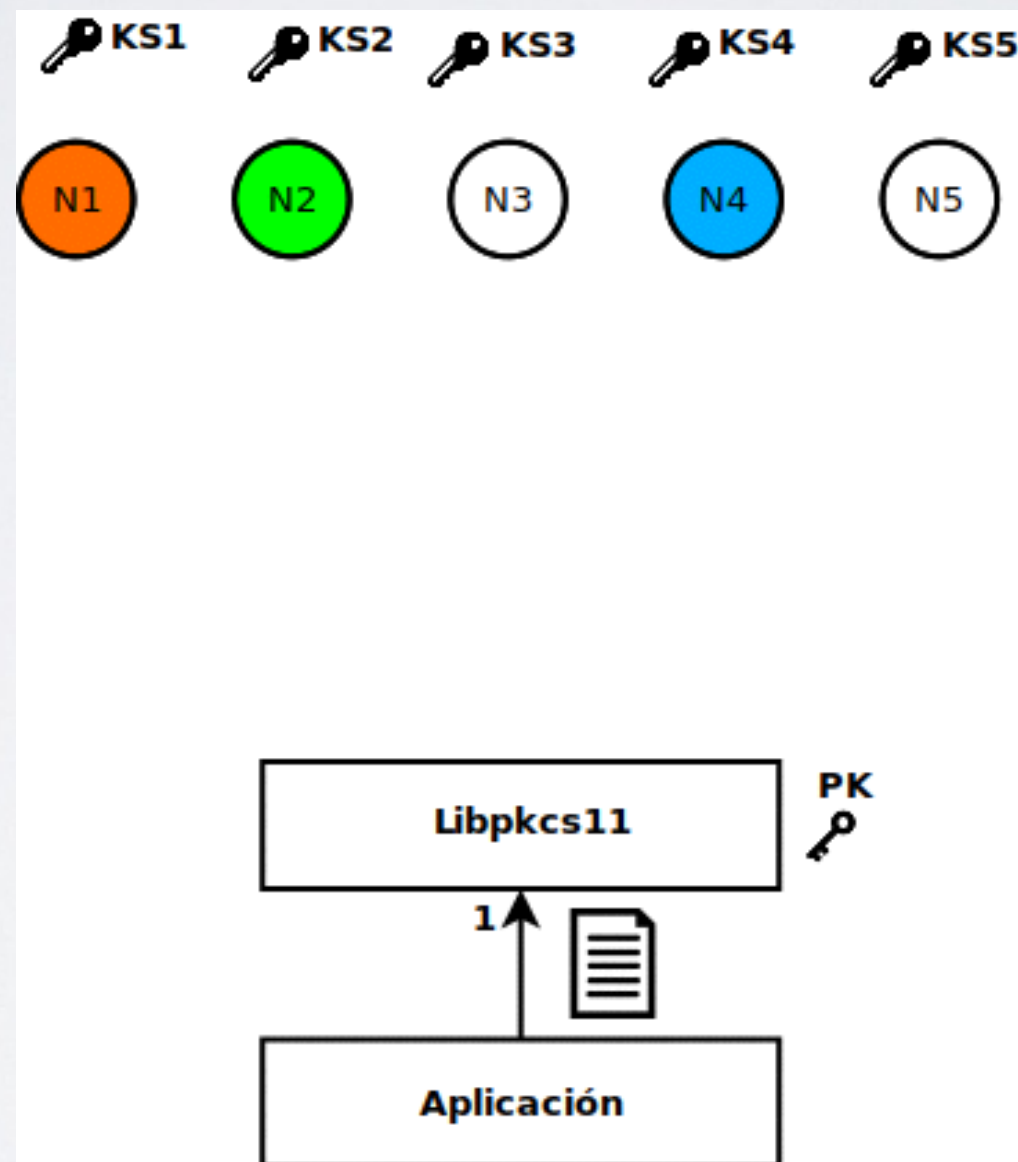 KS1 KS2 KS3 KS4 KS5
N1 N2 N3 N4 N5
PK
Libpkcs11
1
Aplicación